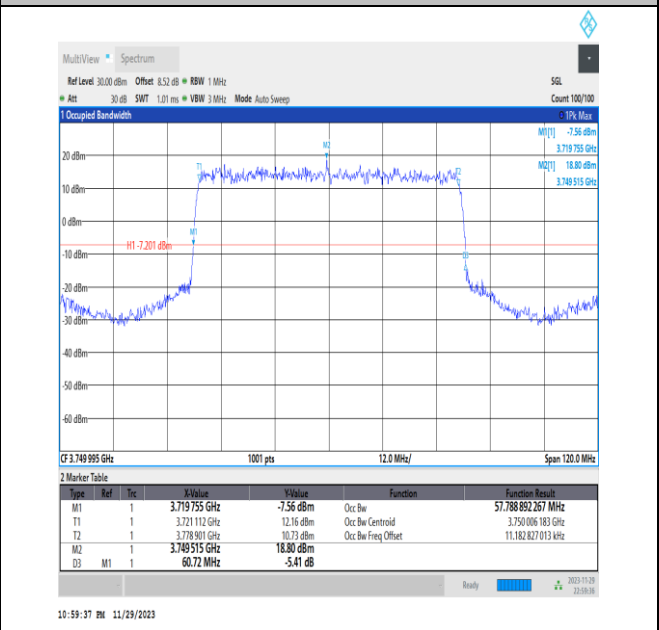 MultiView Spectrum
Ref Level 30.00 dBm Offset 8.52 dB RBW 1 MHz SGL
Att 30 dB SWT 1.01 ms VBW 3 MHz Mode Auto Sweep Count 100/100
1 Occupied Bandwidth 1Pk Max
M1[1] -7.56 dBm
3.719 755 GHz
M2[1] 18.80 dBm
3.749 515 GHz
M2
20 dBm
T1 T2
10 dBm
0 dBm
M1
H1 -7.201 dBm
-10 dBm
D3
-20 dBm
-30 dBm
-40 dBm
-50 dBm
-60 dBm
CF 3.749 995 GHz 1001 pts 12.0 MHz/ Span 120.0 MHz
2 Marker Table
Type Ref Trc X-Value Y-Value Function Function Result
M1 1 3.719 755 GHz -7.56 dBm Occ Bw 57.788 892 267 MHz
T1 1 3.721 112 GHz 12.16 dBm Occ Bw Centroid 3.750 006 183 GHz
T2 1 3.778 901 GHz 10.73 dBm Occ Bw Freq Offset 11.182 827 013 kHz
M2 1 3.749 515 GHz 18.80 dBm
D3 M1 1 60.72 MHz -5.41 dB
Ready 2023-11-29
22:59:36
10:59:37 PM 11/29/2023